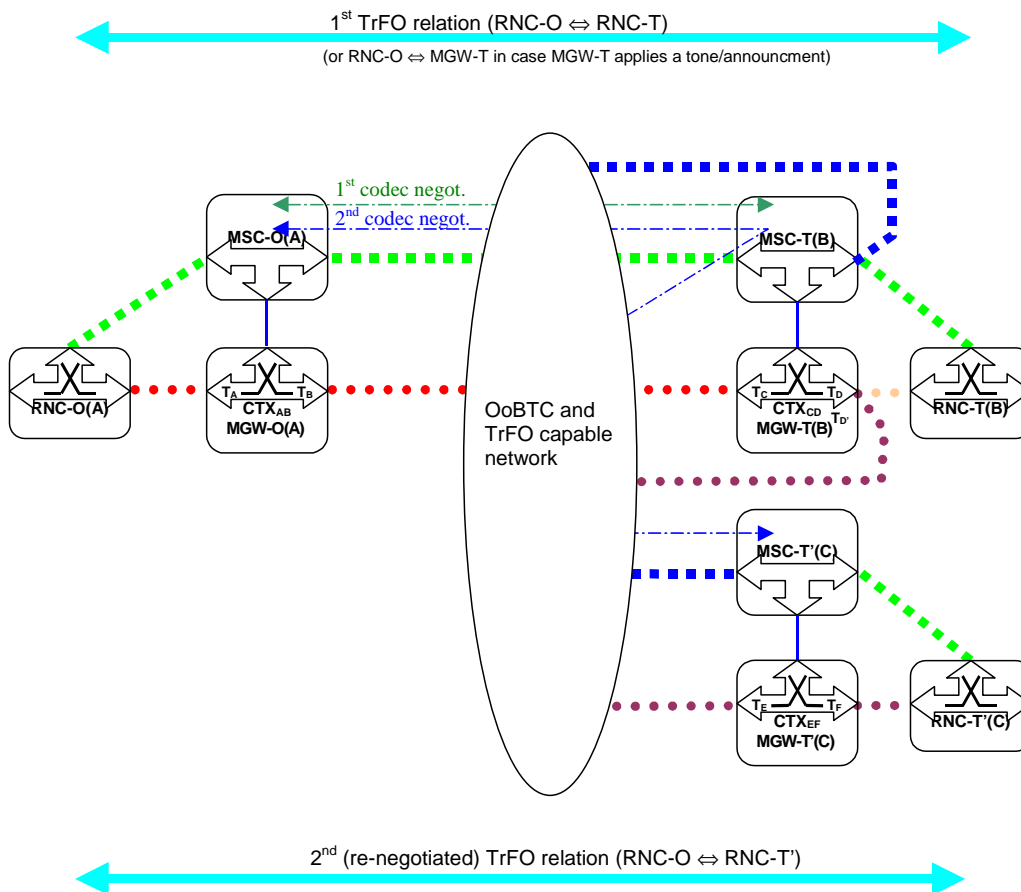 1st TrFO relation (RNC-O ⇔ RNC-T)
(or RNC-O ⇔ MGW-T in case MGW-T applies a tone/announcment)
1st codec negot.
2nd codec negot.
MSC-O(A)
MSC-T(B)
RNC-O(A)
TA TB
CTXAB
MGW-O(A)
OoBTC and
TrFO capable
network
TC TD
CTXCD
TD'
MGW-T(B)
RNC-T(B)
MSC-T'(C)
TE TF
CTXEF
MGW-T'(C)
RNC-T'(C)
2nd (re-negotiated) TrFO relation (RNC-O ⇔ RNC-T')